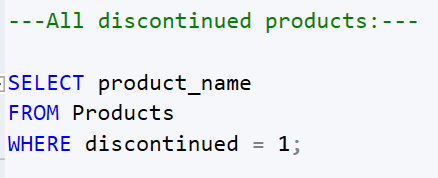 ---All discontinued products:---
SELECT product_name
FROM Products
WHERE discontinued = 1;